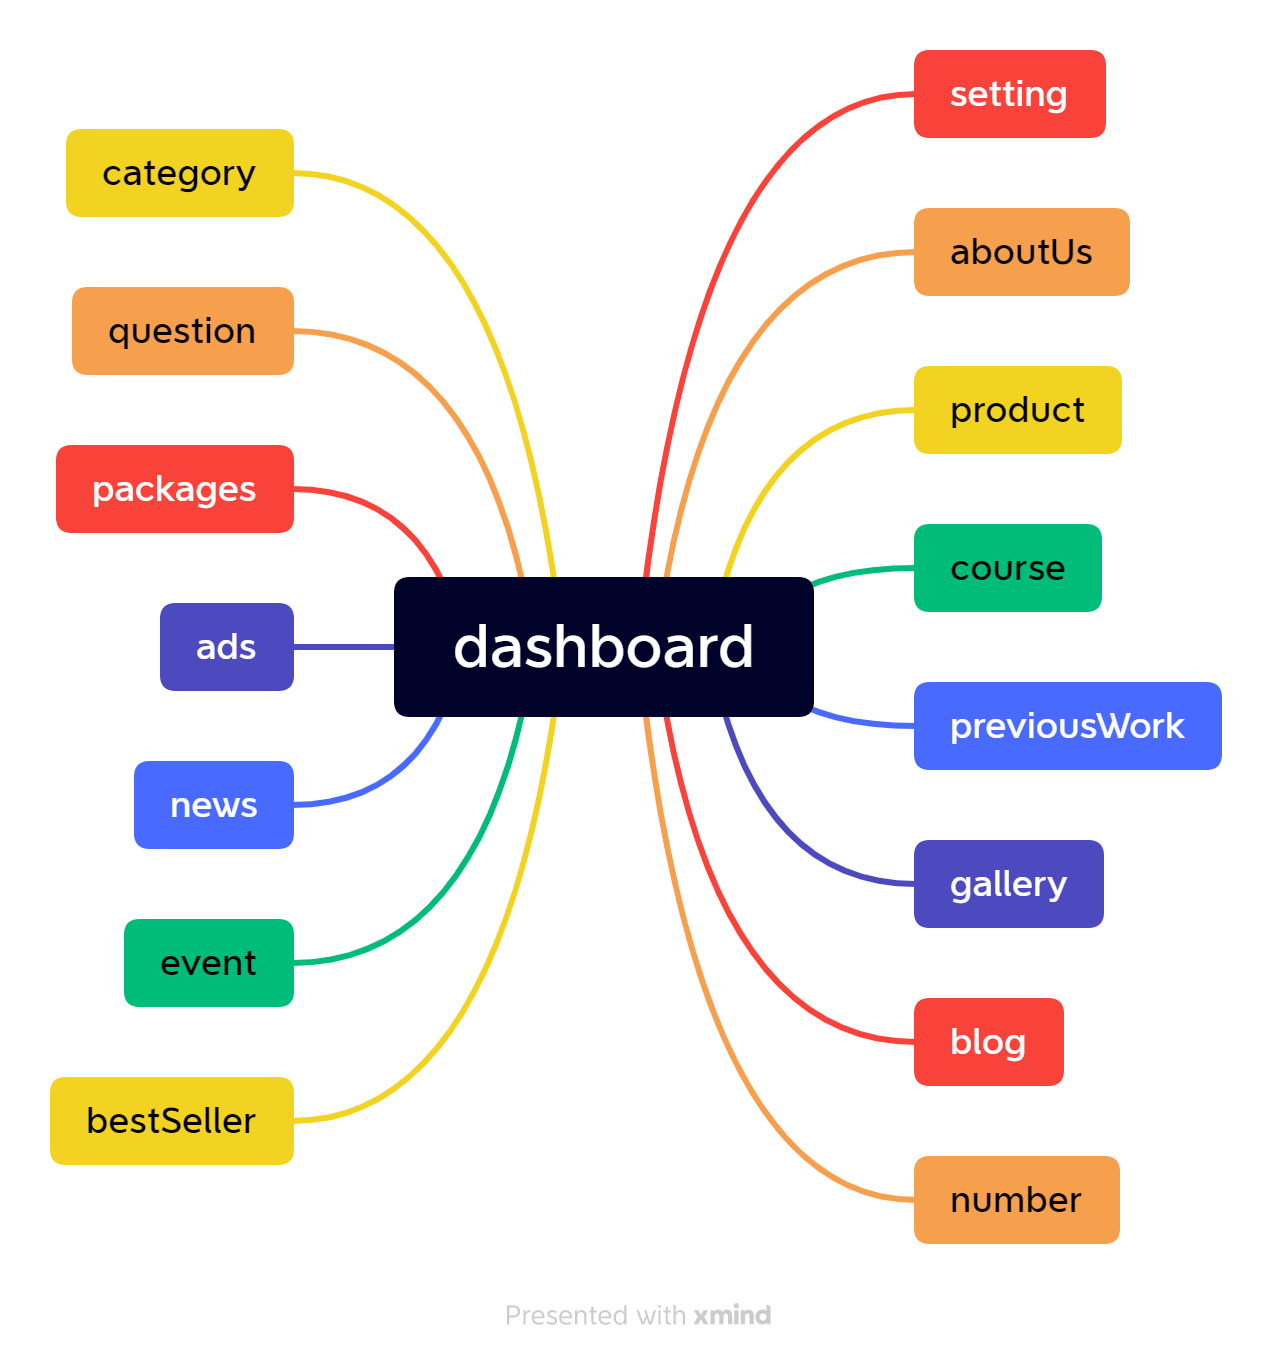 setting
category
aboutUs
question
product
packages
course
dashboard
ads
previousWork
news
gallery
event
blog
bestSeller
number
Presented with xmind